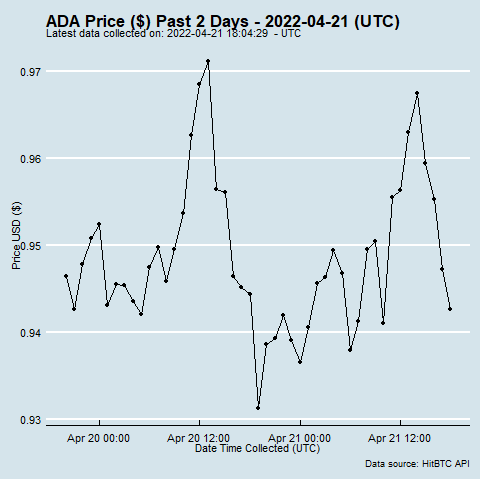 ADA Price ($) Past 2 Days - 2022-04-21 (UTC)
Latest data collected on: 2022-04-21 18:04:29 - UTC
0.97
0.96
0.95
0.94
0.93
Price USD ($)
Apr 20 00:00
Apr 20 12:00
Apr 21 00:00
Apr 21 12:00
Date Time Collected (UTC)
Data source: HitBTC API